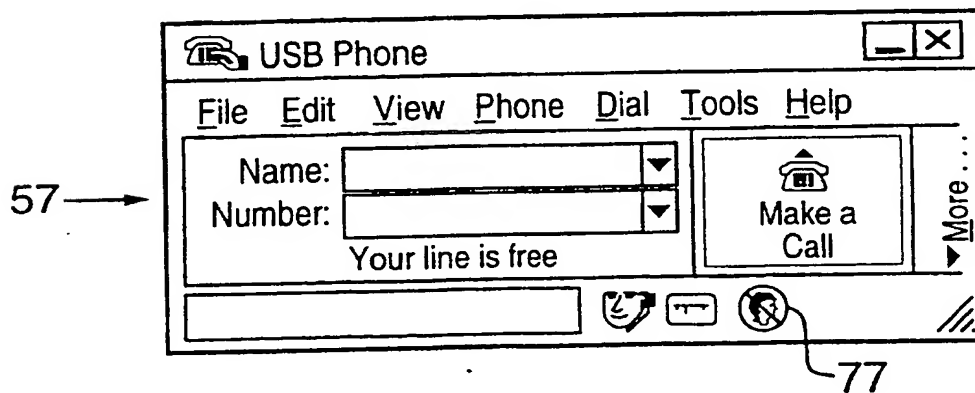 USB Phone
File Edit View Phone Dial Tools Help
Name:
Number:
Your line is free
Make a
Call
More ...
57
77